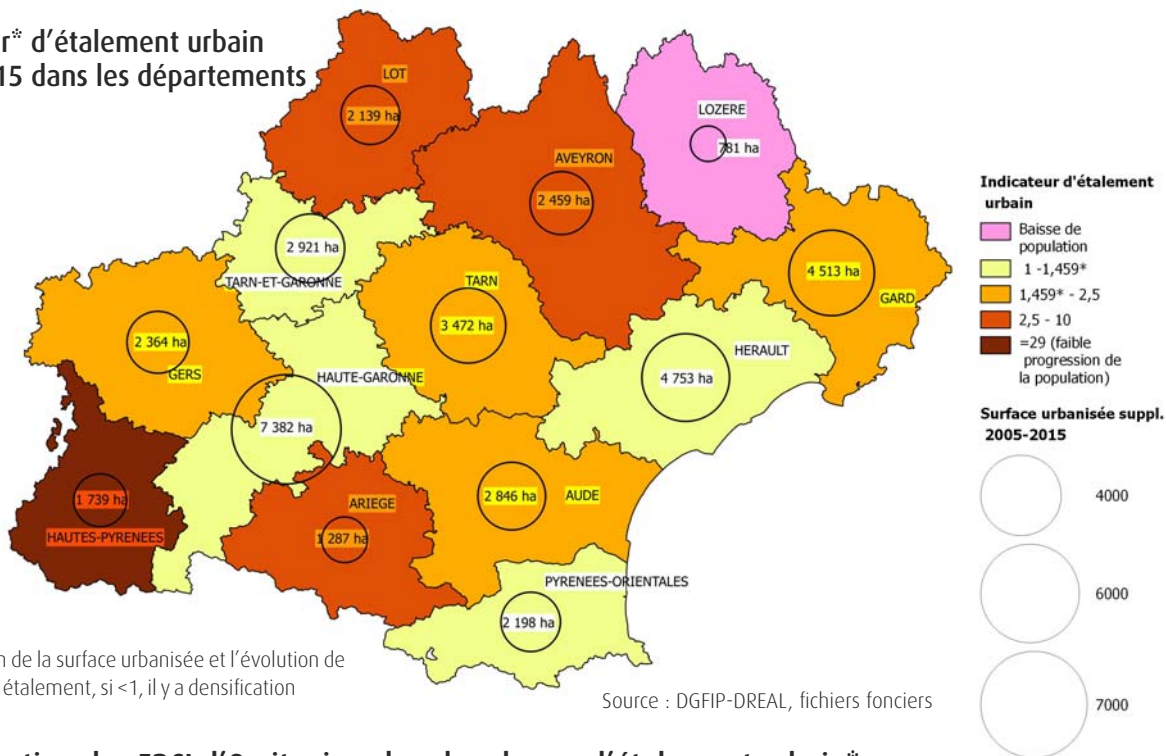 r* d’étalement urbain
15 dans les départements
LOT
2 139 ha
LOZERE
781 ha
AVEYRON
2 459 ha
2 921 ha
TARN-ET-GARONNE
TARN
3 472 ha
4 513 ha
GARD
2 364 ha
GERS
HAUTE-GARONNE
7 382 ha
HERAULT
4 753 ha
1 739 ha
HAUTES-PYRENEES
ARIEGE
1 287 ha
2 846 ha
AUDE
PYRENEES-ORIENTALES
2 198 ha
Indicateur d'étalement
urbain
Baisse de
population
1 -1,459*
1,459* - 2,5
2,5 - 10
=29 (faible
progression de
la population)
Surface urbanisée suppl.
2005-2015
4000
6000
7000
n de la surface urbanisée et l’évolution de
étalement, si <1, il y a densification
Source : DGFIP-DREAL, fichiers fonciers